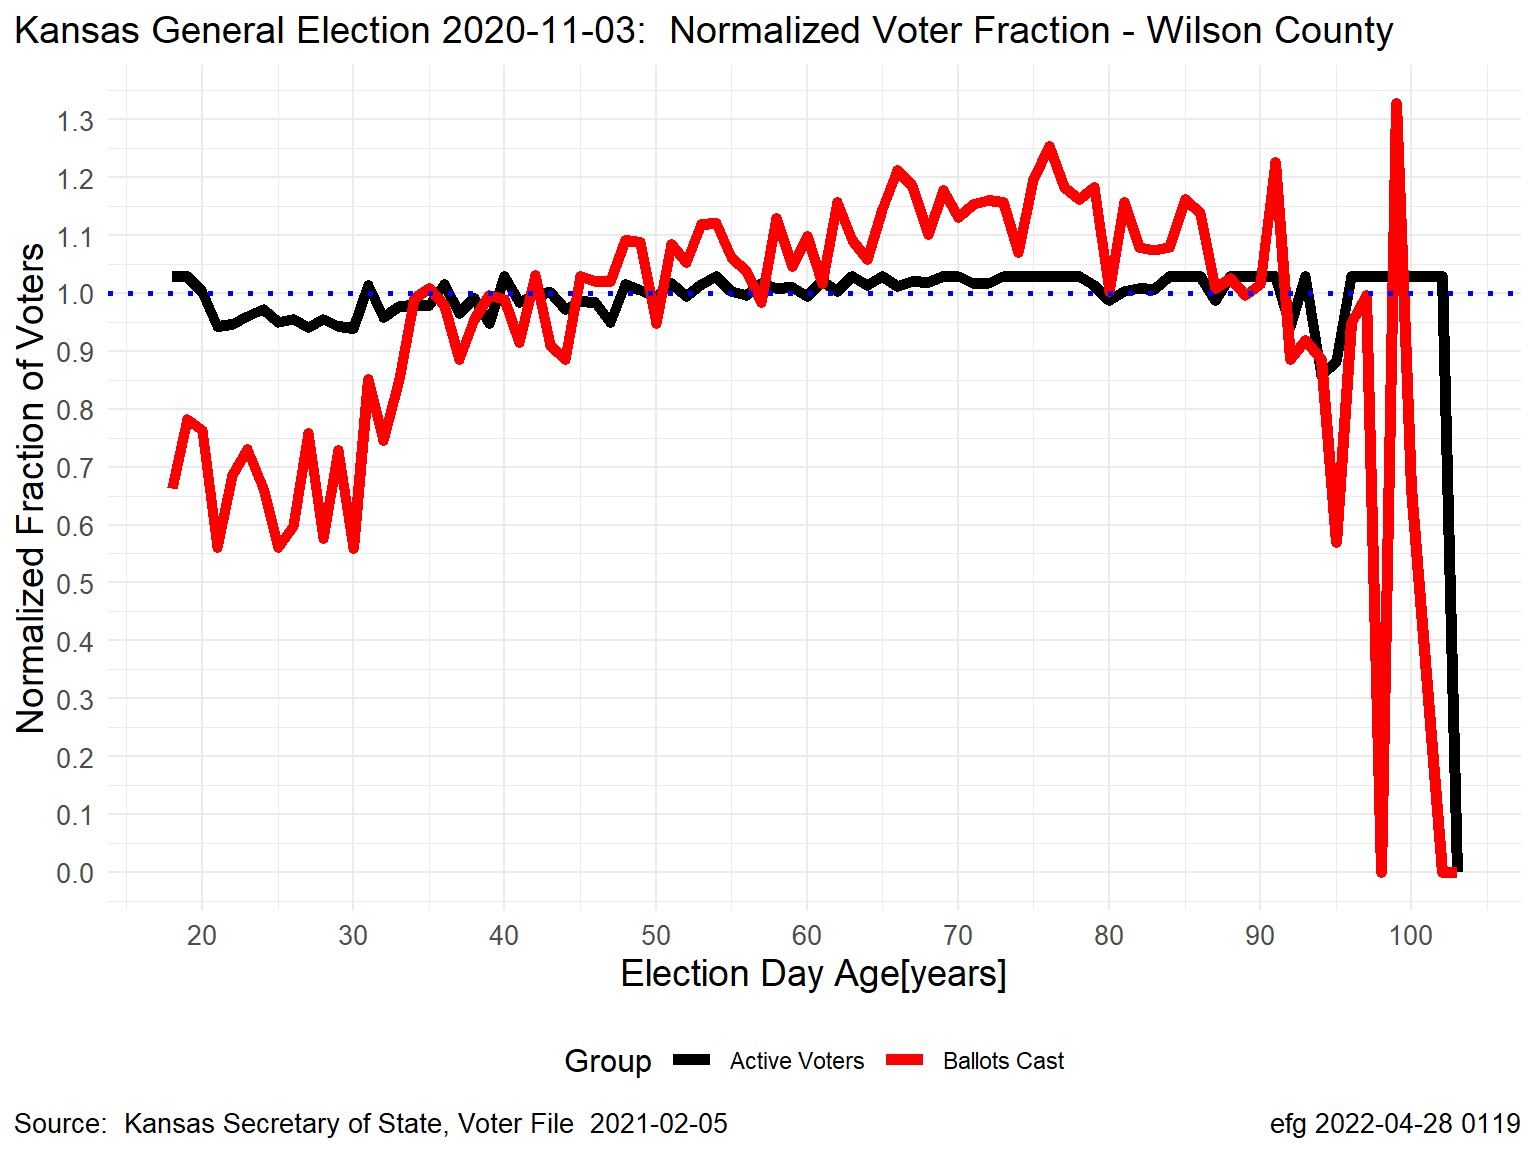 Kansas General Election 2020-11-03:  Normalized Voter Fraction - Wilson County
Normalized Fraction of Voters
1.3
1.2
1.1
1.0
0.9
0.8
0.7
0.6
0.5
0.4
0.3
0.2
0.1
0.0
20 30 40 50 60 70 80 90 100
Election Day Age[years]
Group Active Voters Ballots Cast
Source:  Kansas Secretary of State, Voter File  2021-02-05 efg 2022-04-28 0119